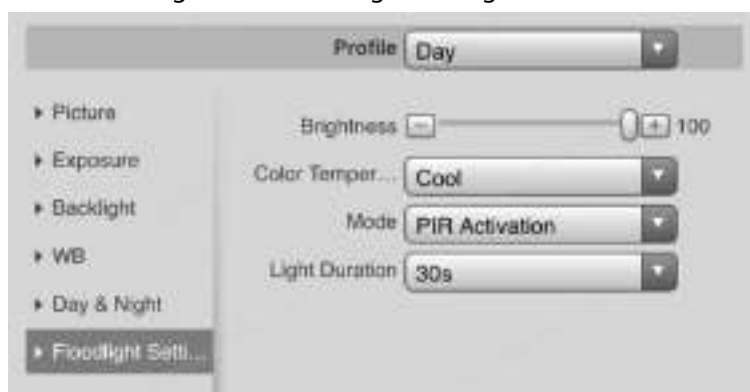 Profile Day
Picture
Exposure
Backlight
WB
Day & Night
Floodlight Setti...
Brightness 100
Color Temper... Cool
Mode PIR Activation
Light Duration 30s